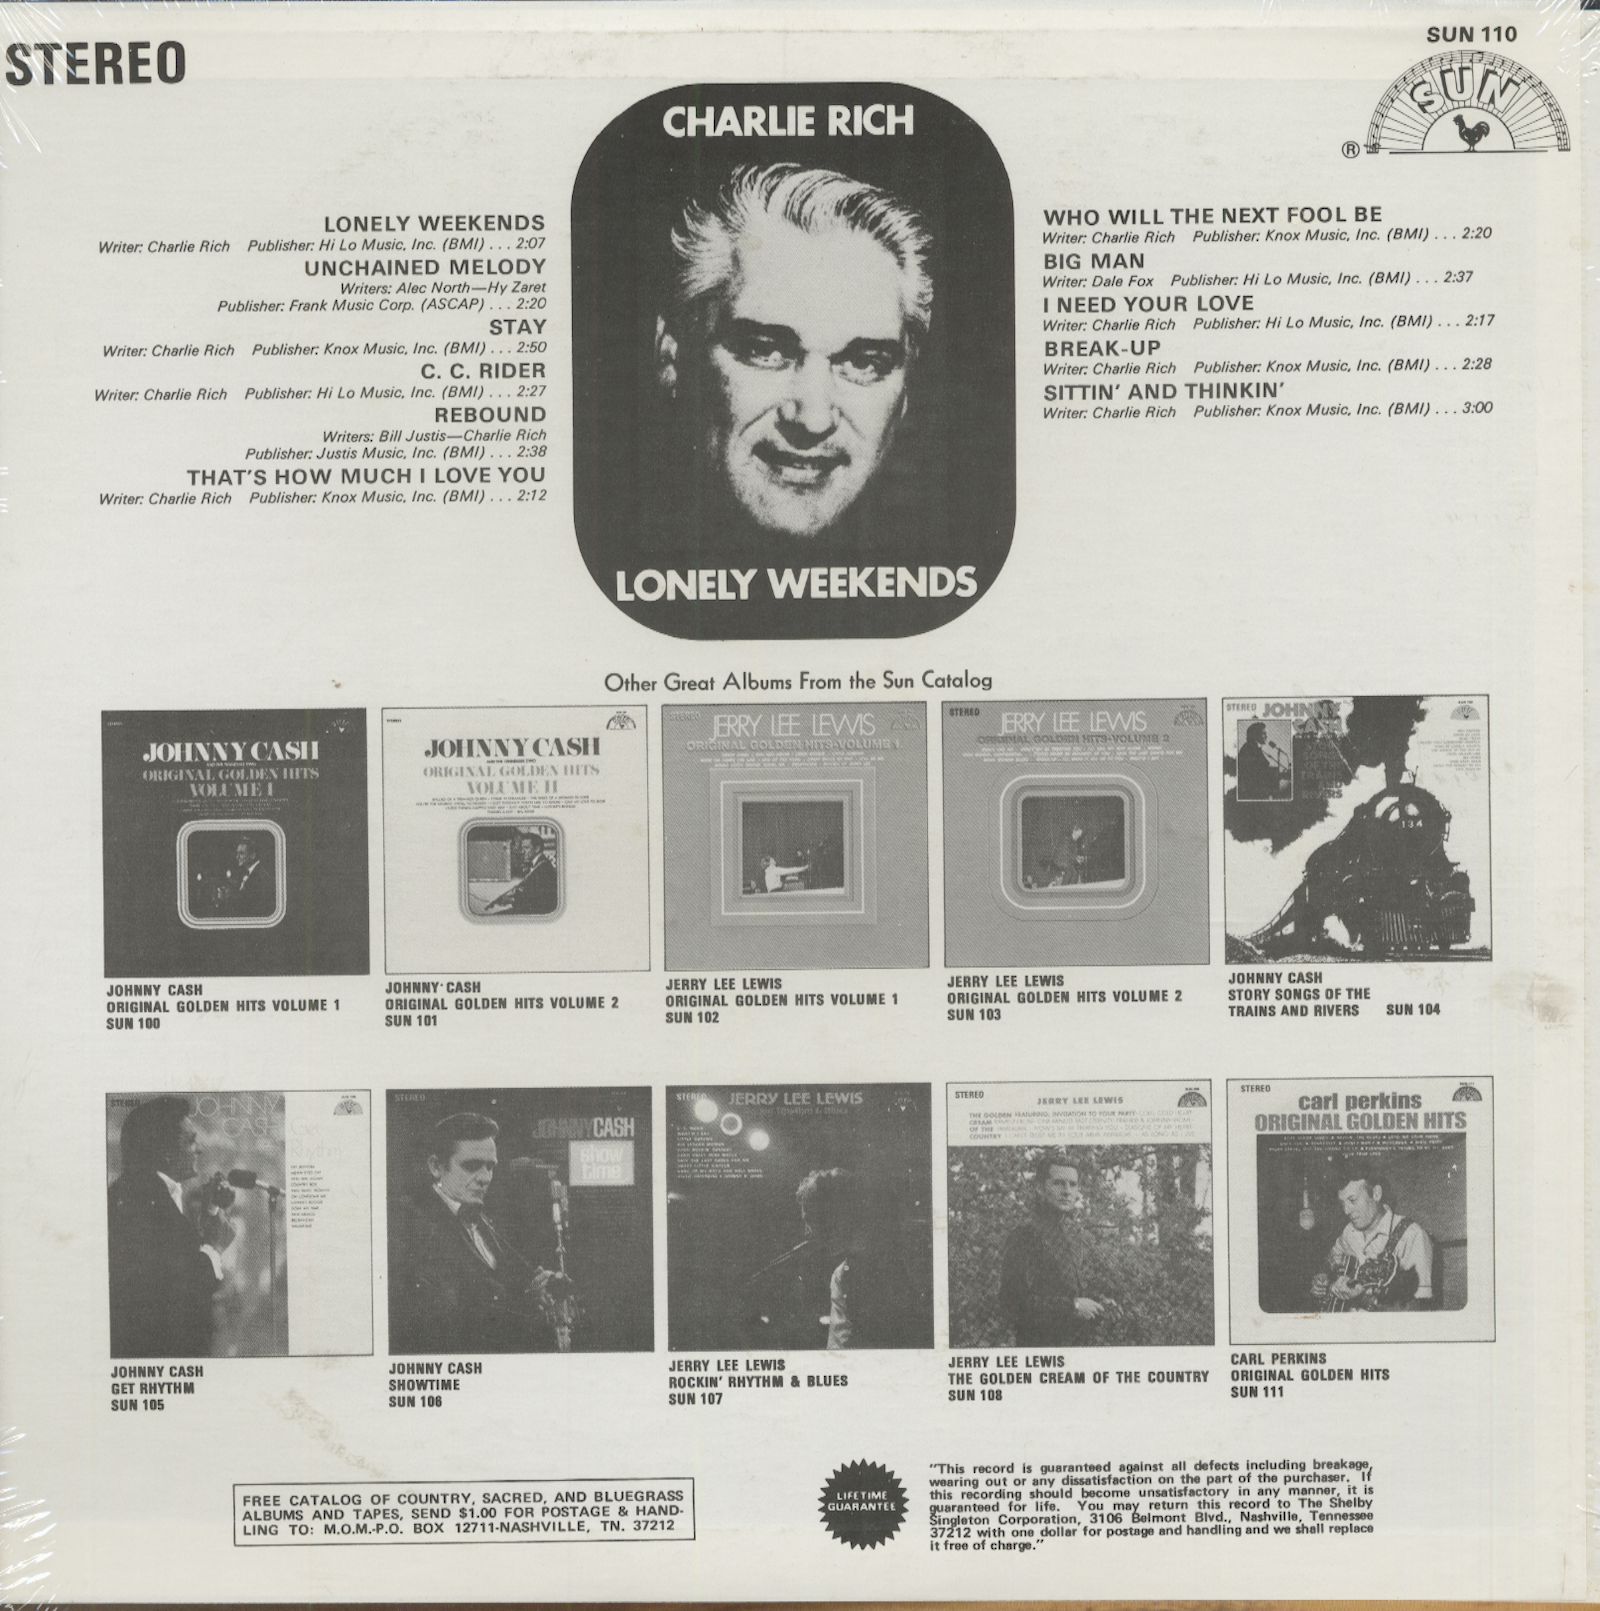 STEREO
SUN 110
SUN
®
CHARLIE RICH
LONELY WEEKENDS
Writer: Charlie Rich Publisher: Hi Lo Music, Inc. (BMI) . . . 2:07
UNCHAINED MELODY
Writers: Alec North—Hy Zaret
Publisher: Frank Music Corp. (ASCAP) . . . 2:20
STAY
Writer: Charlie Rich Publisher: Knox Music, Inc. (BMI) . . . 2:50
C. C. RIDER
Writer: Charlie Rich Publisher: Hi Lo Music, Inc. (BMI) . . . 2:27
REBOUND
Writers: Bill Justis—Charlie Rich
Publisher: Justis Music, Inc. (BMI) . . . 2:38
THAT'S HOW MUCH I LOVE YOU
Writer: Charlie Rich Publisher: Knox Music, Inc. (BMI) . . . 2:12
WHO WILL THE NEXT FOOL BE
Writer: Charlie Rich Publisher: Knox Music, Inc. (BMI) . . . 2:20
BIG MAN
Writer: Dale Fox Publisher: Hi Lo Music, Inc. (BMI) . . . 2:37
I NEED YOUR LOVE
Writer: Charlie Rich Publisher: Hi Lo Music, Inc. (BMI) . . . 2:17
BREAK-UP
Writer: Charlie Rich Publisher: Knox Music, Inc. (BMI) . . . 2:28
SITTIN' AND THINKIN'
Writer: Charlie Rich Publisher: Knox Music, Inc. (BMI) . . . 3:00
LONELY WEEKENDS
Other Great Albums From the Sun Catalog
JOHNNY CASH
ORIGINAL GOLDEN HITS
VOLUME I
JOHNNY CASH
ORIGINAL GOLDEN HITS
VOLUME II
STEREO
JERRY LEE LEWIS
ORIGINAL GOLDEN HITS-VOLUME 1
STEREO
JERRY LEE LEWIS
ORIGINAL GOLDEN HITS-VOLUME 2
STEREO
JOHNNY
CASH
134
JOHNNY CASH
ORIGINAL GOLDEN HITS VOLUME 1
SUN 100
JOHNNY CASH
ORIGINAL GOLDEN HITS VOLUME 2
SUN 101
JERRY LEE LEWIS
ORIGINAL GOLDEN HITS VOLUME 1
SUN 102
JERRY LEE LEWIS
ORIGINAL GOLDEN HITS VOLUME 2
SUN 103
JOHNNY CASH
STORY SONGS OF THE
TRAINS AND RIVERS SUN 104
STEREO
JOHNNY
CASH
STEREO
JOHNNY CASH
show
time
STEREO
JERRY LEE LEWIS
STEREO
JERRY LEE LEWIS
THE GOLDEN
CREAM
OF THE
COUNTRY
STEREO
carl perkins
ORIGINAL GOLDEN HITS
JOHNNY CASH
GET RHYTHM
SUN 105
JOHNNY CASH
SHOWTIME
SUN 106
JERRY LEE LEWIS
ROCKIN' RHYTHM & BLUES
SUN 107
JERRY LEE LEWIS
THE GOLDEN CREAM OF THE COUNTRY
SUN 108
CARL PERKINS
ORIGINAL GOLDEN HITS
SUN 111
FREE CATALOG OF COUNTRY, SACRED, AND BLUEGRASS
ALBUMS AND TAPES, SEND $1.00 FOR POSTAGE & HAND-
LING TO: M.O.M.-P.O. BOX 12711-NASHVILLE, TN. 37212
LIFETIME
GUARANTEE
"This record is guaranteed against all defects including breakage,
wearing out or any dissatisfaction on the part of the purchaser. If
this recording should become unsatisfactory in any manner, it is
guaranteed for life. You may return this record to The Shelby
Singleton Corporation, 3106 Belmont Blvd., Nashville, Tennessee
37212 with one dollar for postage and handling and we shall replace
it free of charge."